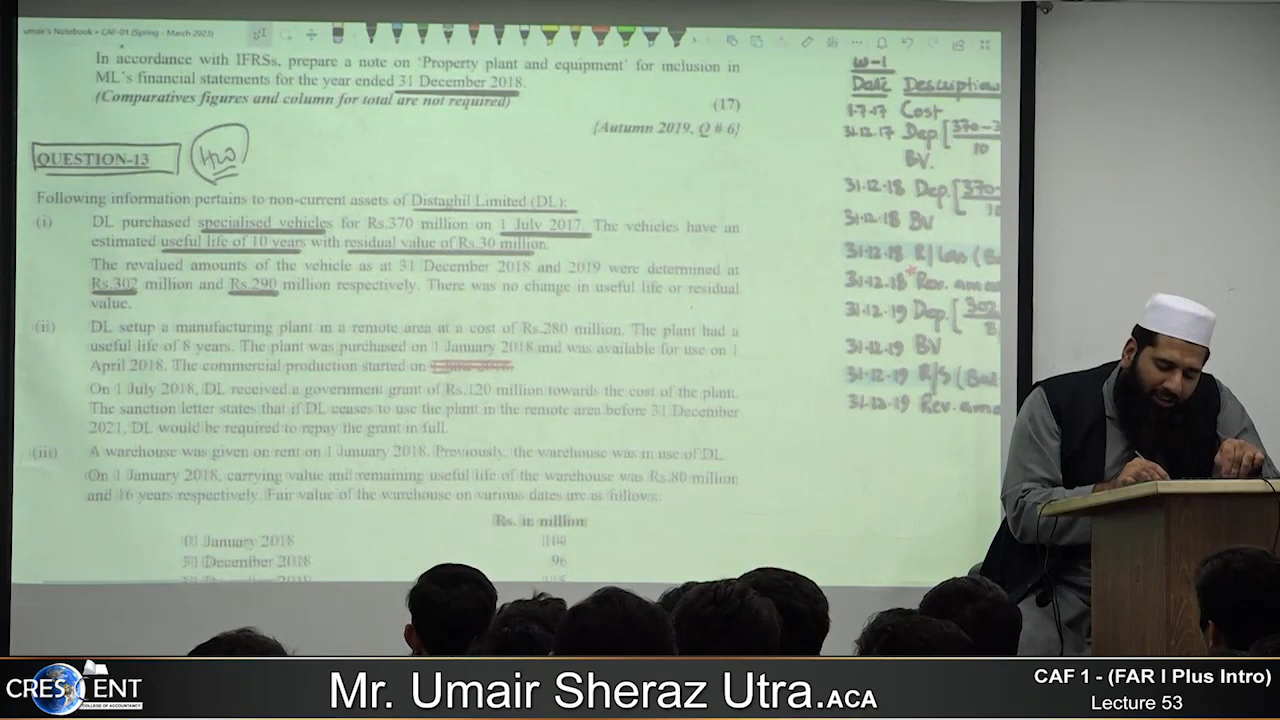 umair's Notebook » CAF-01 (Spring - March 2023)
In accordance with IFRSs, prepare a note on 'Property plant and equipment' for inclusion in
ML's financial statements for the year ended 31 December 2018.
(Comparatives figures and column for total are not required)
(17)
{Autumn 2019, Q # 6}
QUESTION-13
H20
Following information pertains to non-current assets of Distaghil Limited (DL):
(i) DL purchased specialised vehicles for Rs.370 million on 1 July 2017. The vehicles have an
estimated useful life of 10 years with residual value of Rs.30 million.
The revalued amounts of the vehicle as at 31 December 2018 and 2019 were determined at
Rs.302 million and Rs.290 million respectively. There was no change in useful life or residual
value.
(ii) DL setup a manufacturing plant in a remote area at a cost of Rs.280 million. The plant had a
useful life of 8 years. The plant was purchased on 1 January 2018 and was available for use on 1
April 2018. The commercial production started on
On 1 July 2018, DL received a government grant of Rs.120 million towards the cost of the plant.
The sanction letter states that if DL ceases to use the plant in the remote area before 31 December
2021, DL would be required to repay the grant in full.
(iii) A warehouse was given on rent on 1 January 2018. Previously, the warehouse was in use of DL.
On 1 January 2018, carrying value and remaining useful life of the warehouse was Rs.80 million
and 16 years respectively. Fair value of the warehouse on various dates are as follows:
Rs. in million
01 January 2018
31 December 2018 96
W-1
Date Description
1-7-17 Cost
31-12-17 Dep [370-3
10
BV.
31-12-18 Dep. [370-
31-12-18 BV
31-12-18 R/Loss (B
31-12-18 Rev. amo
31-12-19 Dep. [302
31-12-19 BV
31-12-19 R/S (Bal
31-12-19 Rev. amo
CRESCENT
COLLEGE OF ACCOUNTANCY
Mr. Umair Sheraz Utra.ACA
CAF 1 - (FAR I Plus Intro)
Lecture 53